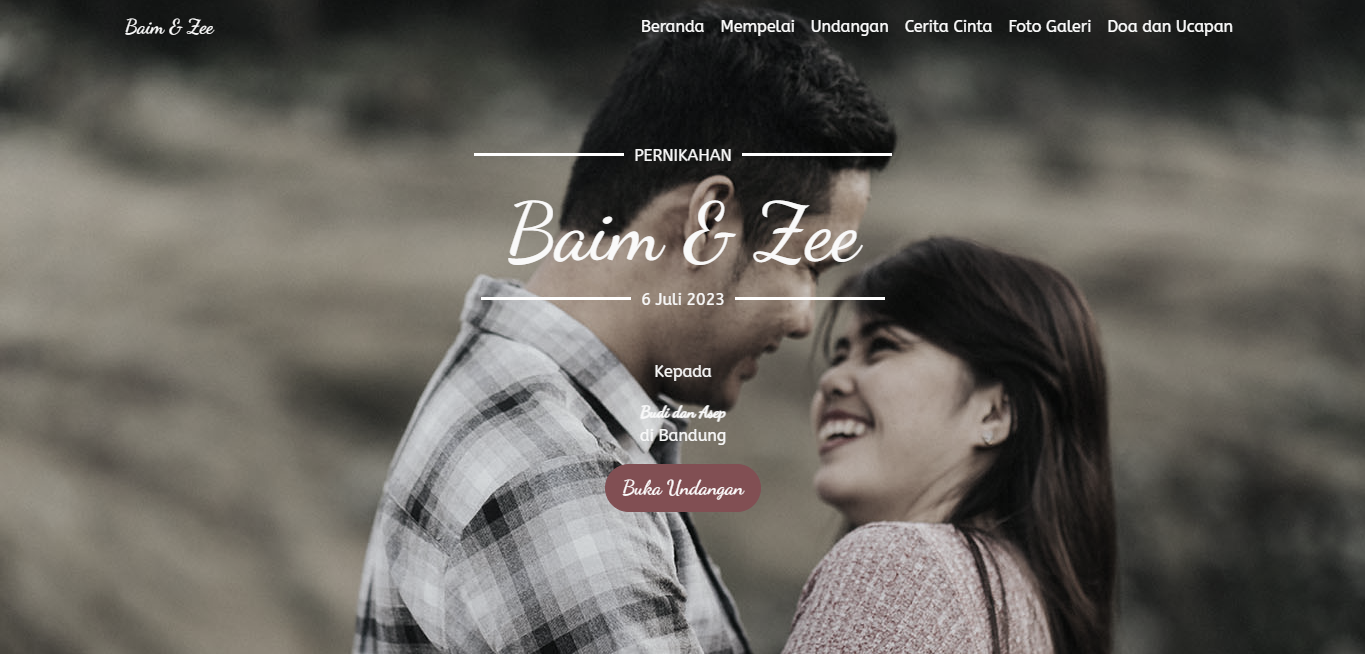 Baim & Zee
Beranda Mempelai Undangan Cerita Cinta Foto Galeri Doa dan Ucapan
PERNIKAHAN
Baim & Zee
6 Juli 2023
Kepada
Budi dan Asep
di Bandung
Buka Undangan